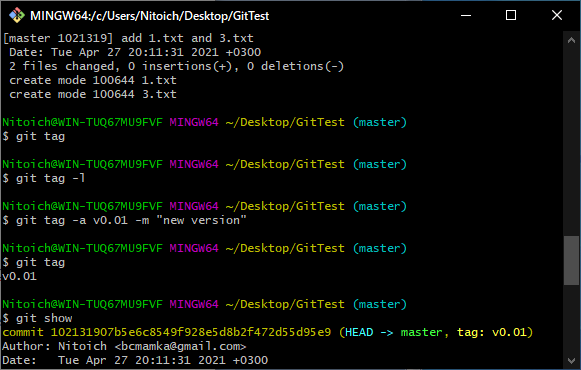 MINGW64:/c/Users/Nitoich/Desktop/GitTest
[master 1021319] add 1.txt and 3.txt
Date: Tue Apr 27 20:11:31 2021 +0300
2 files changed, 0 insertions(+), 0 deletions(-)
create mode 100644 1.txt
create mode 100644 3.txt
Nitoich@WIN-TUQ67MU9FVF MINGW64 ~/Desktop/GitTest (master)
$ git tag
Nitoich@WIN-TUQ67MU9FVF MINGW64 ~/Desktop/GitTest (master)
$ git tag -l
Nitoich@WIN-TUQ67MU9FVF MINGW64 ~/Desktop/GitTest (master)
$ git tag -a v0.01 -m "new version"
Nitoich@WIN-TUQ67MU9FVF MINGW64 ~/Desktop/GitTest (master)
$ git tag
v0.01
Nitoich@WIN-TUQ67MU9FVF MINGW64 ~/Desktop/GitTest (master)
$ git show
commit 102131907b5e6c8549f928e5d8b2f472d55d95e9 (HEAD -> master, tag: v0.01)
Author: Nitoich <bcmamka@gmail.com>
Date:   Tue Apr 27 20:11:31 2021 +0300